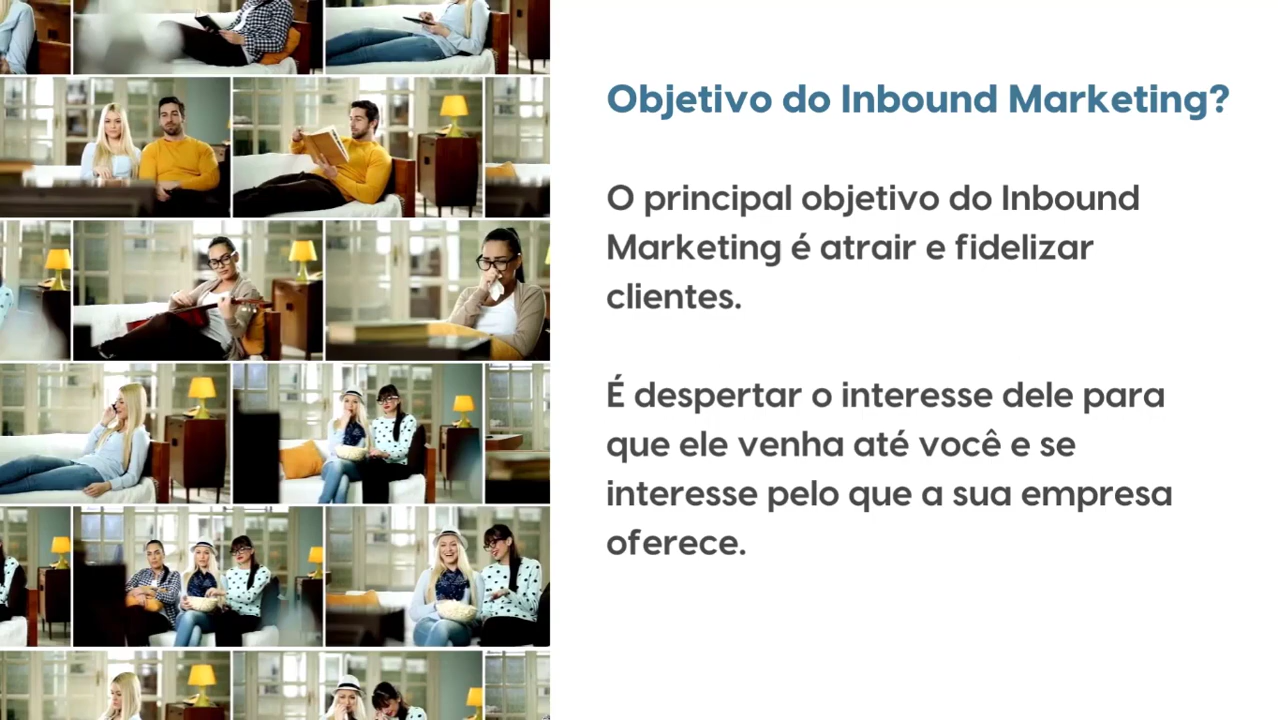 Objetivo do Inbound Marketing?
O principal objetivo do Inbound
Marketing é atrair e fidelizar
clientes.
É despertar o interesse dele para
que ele venha até você e se
interesse pelo que a sua empresa
oferece.